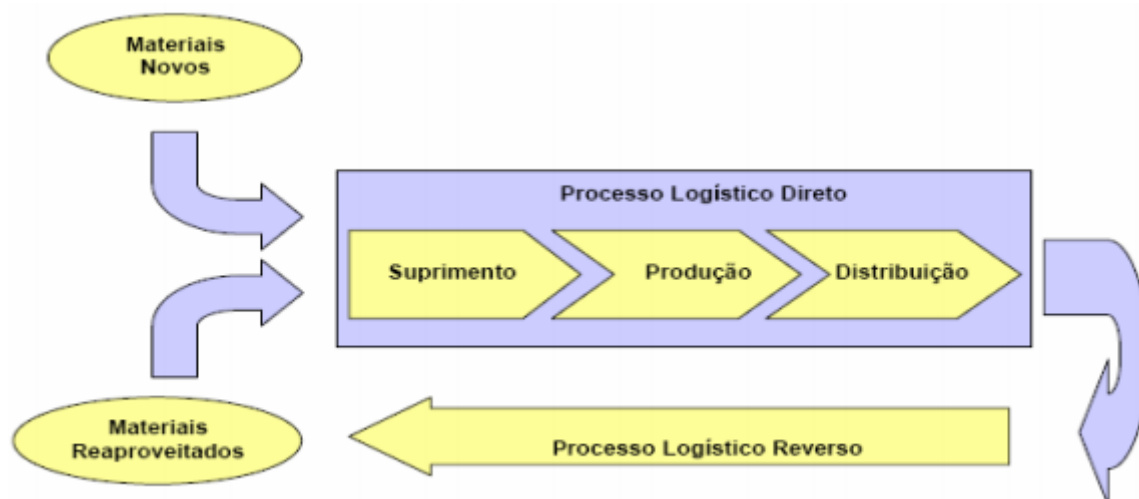 Materiais
Novos
Processo Logístico Direto
Suprimento
Produção
Distribuição
Materiais
Reaproveitados
Processo Logístico Reverso